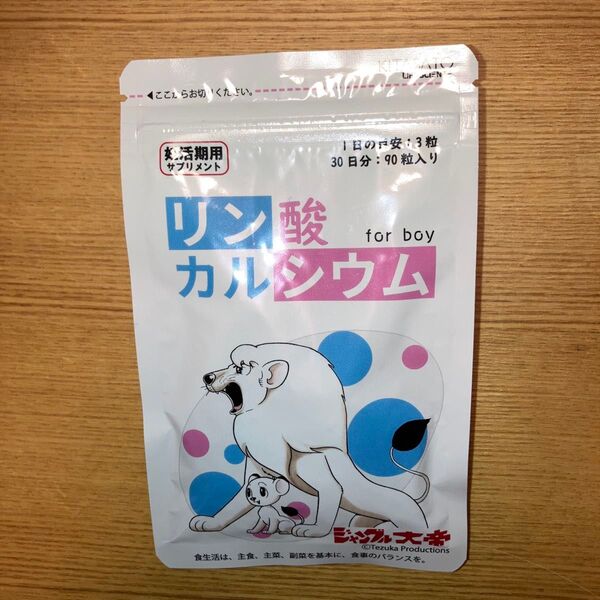 KITAZATO
LIFE SCIENCE
◀ここからお切りください。
妊活期用
サプリメント
1日の目安：3粒
30日分：90粒入り
リン酸
for boy
カルシウム
ジャングル大帝
©Tezuka Productions
食生活は、主食、主菜、副菜を基本に、食事のバランスを。